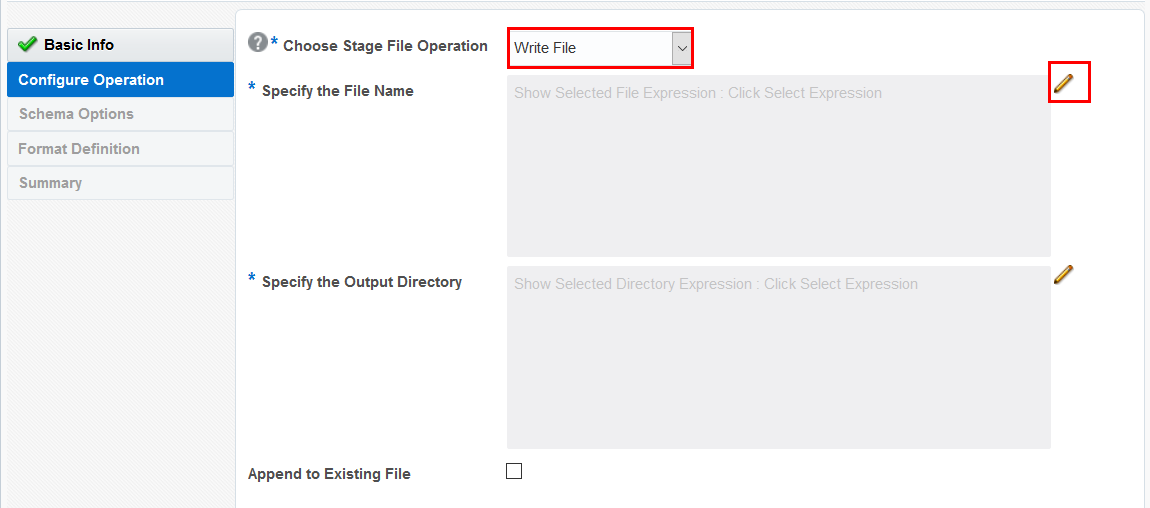 Basic Info
Configure Operation
Schema Options
Format Definition
Summary
? * Choose Stage File Operation Write File
* Specify the File Name Show Selected File Expression : Click Select Expression
* Specify the Output Directory Show Selected Directory Expression : Click Select Expression
Append to Existing File